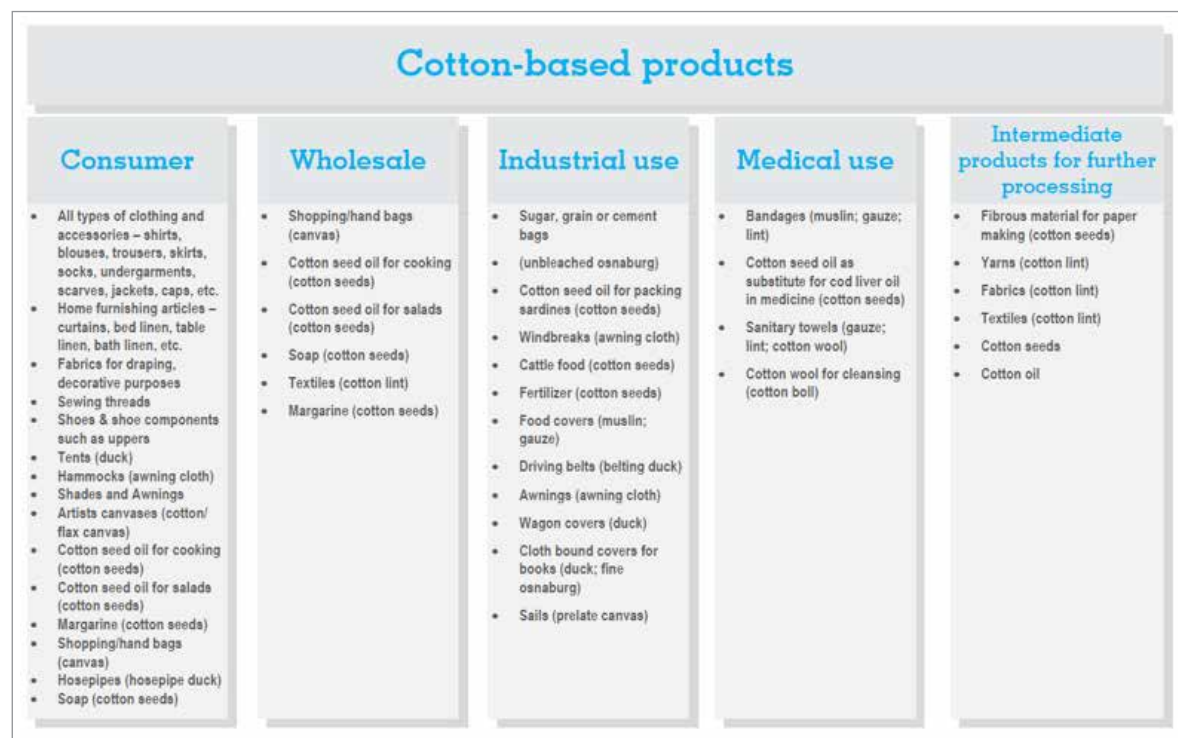 Cotton-based products
Consumer
• All types of clothing and
accessories – shirts,
blouses, trousers, skirts,
socks, undergarments,
scarves, jackets, caps, etc.
• Home furnishing articles –
curtains, bed linen, table
linen, bath linen, etc.
• Fabrics for draping,
decorative purposes
• Sewing threads
• Shoes & shoe components
such as uppers
• Tents (duck)
• Hammocks (awning cloth)
• Shades and Awnings
• Artists canvases (cotton/
flax canvas)
• Cotton seed oil for cooking
(cotton seeds)
• Cotton seed oil for salads
(cotton seeds)
• Margarine (cotton seeds)
• Shopping/hand bags
(canvas)
• Hosepipes (hosepipe duck)
• Soap (cotton seeds)
Wholesale
• Shopping/hand bags
(canvas)
• Cotton seed oil for cooking
(cotton seeds)
• Cotton seed oil for salads
(cotton seeds)
• Soap (cotton seeds)
• Textiles (cotton lint)
• Margarine (cotton seeds)
Industrial use
• Sugar, grain or cement
bags
• (unbleached osnaburg)
• Cotton seed oil for packing
sardines (cotton seeds)
• Windbreaks (awning cloth)
• Cattle food (cotton seeds)
• Fertilizer (cotton seeds)
• Food covers (muslin;
gauze)
• Driving belts (belting duck)
• Awnings (awning cloth)
• Wagon covers (duck)
• Cloth bound covers for
books (duck; fine
osnaburg)
• Sails (prelate canvas)
Medical use
• Bandages (muslin; gauze;
lint)
• Cotton seed oil as
substitute for cod liver oil
in medicine (cotton seeds)
• Sanitary towels (gauze;
lint; cotton wool)
• Cotton wool for cleansing
(cotton boll)
Intermediate
products for further
processing
• Fibrous material for paper
making (cotton seeds)
• Yarns (cotton lint)
• Fabrics (cotton lint)
• Textiles (cotton lint)
• Cotton seeds
• Cotton oil